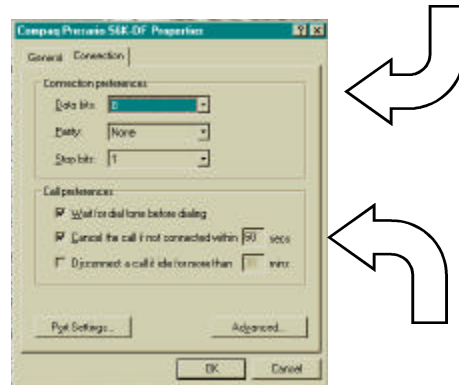 Compaq Presario 56K-DF Properties
General Connection
Connection preferences
Data bits: 8
Parity: None
Stop bits: 1
Call preferences
Wait for dial tone before dialing
Cancel the call if not connected within 60 secs
Disconnect a call if idle for more than mins
Port Settings... Advanced...
OK Cancel